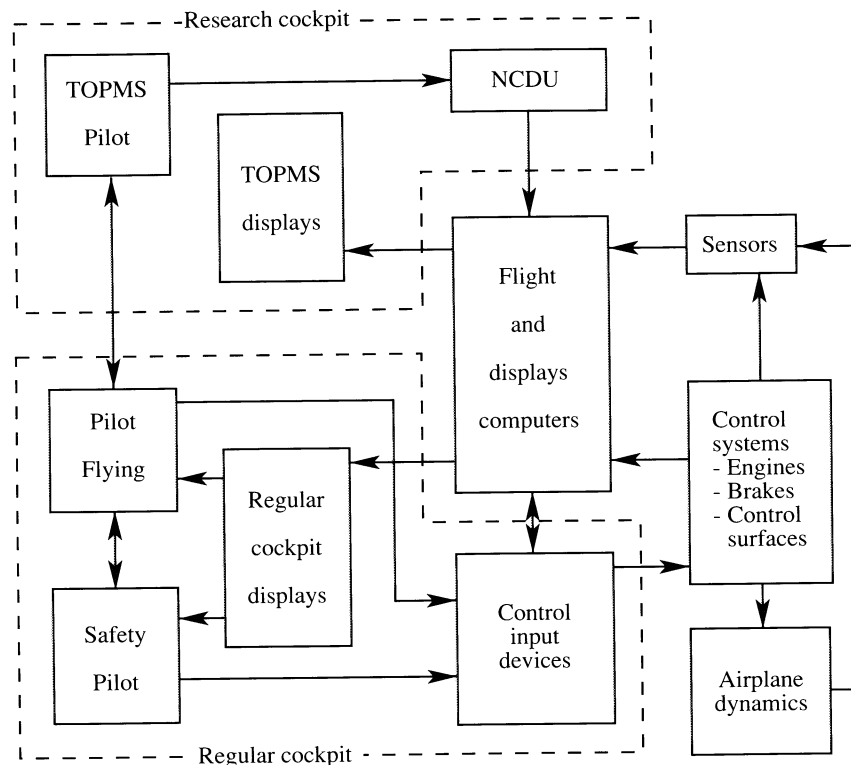 Research cockpit
TOPMS
Pilot
NCDU
TOPMS
displays
Sensors
Flight
and
displays
computers
Pilot
Flying
Control
systems
- Engines
- Brakes
- Control
surfaces
Regular
cockpit
displays
Safety
Pilot
Control
input
devices
Airplane
dynamics
Regular cockpit